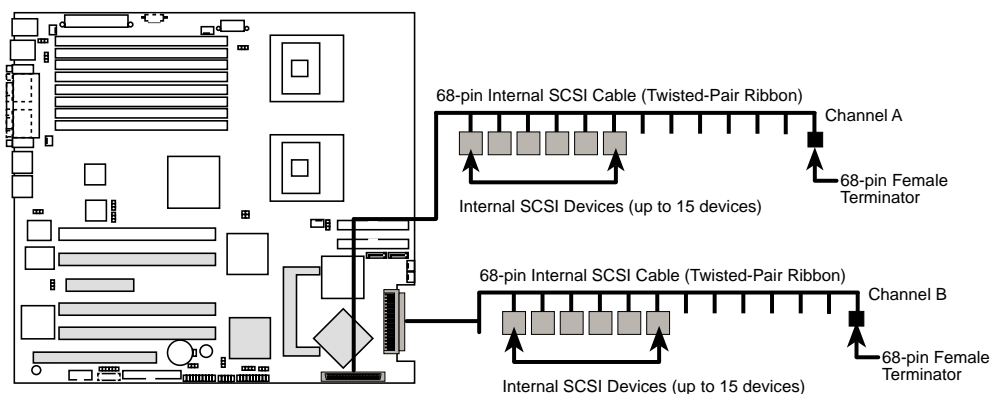 68-pin Internal SCSI Cable (Twisted-Pair Ribbon)
Channel A
68-pin Female
Terminator
Internal SCSI Devices (up to 15 devices)
68-pin Internal SCSI Cable (Twisted-Pair Ribbon)
Channel B
68-pin Female
Terminator
Internal SCSI Devices (up to 15 devices)